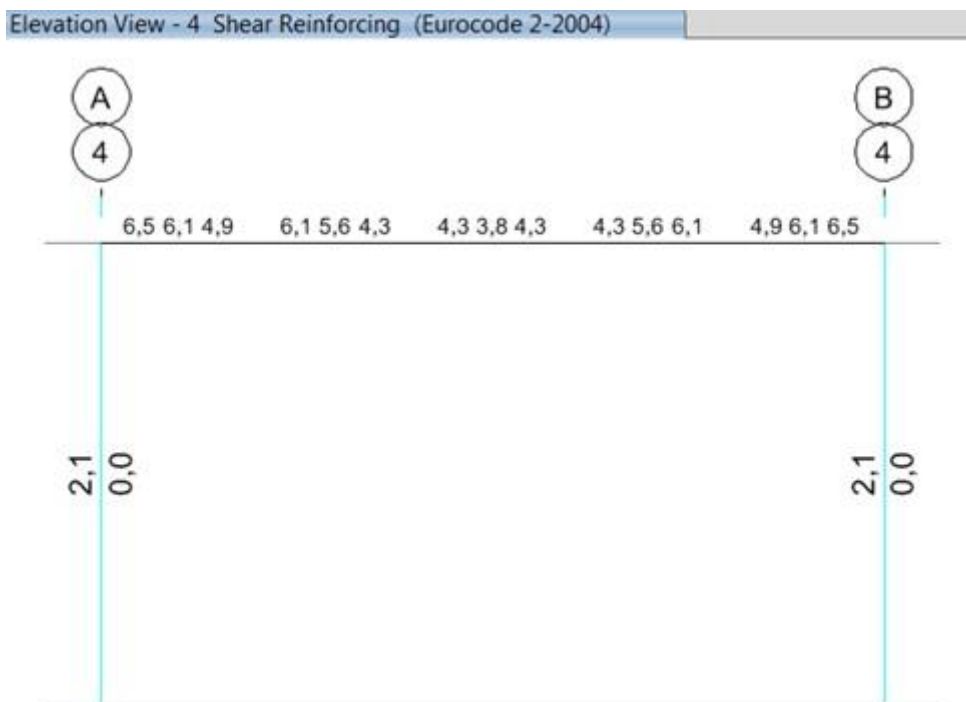 Elevation View - 4 Shear Reinforcing (Eurocode 2-2004)
A B
4 4
6,5 6,1 4,9 6,1 5,6 4,3 4,3 3,8 4,3 4,3 5,6 6,1 4,9 6,1 6,5
2,1 2,1
0,0 0,0